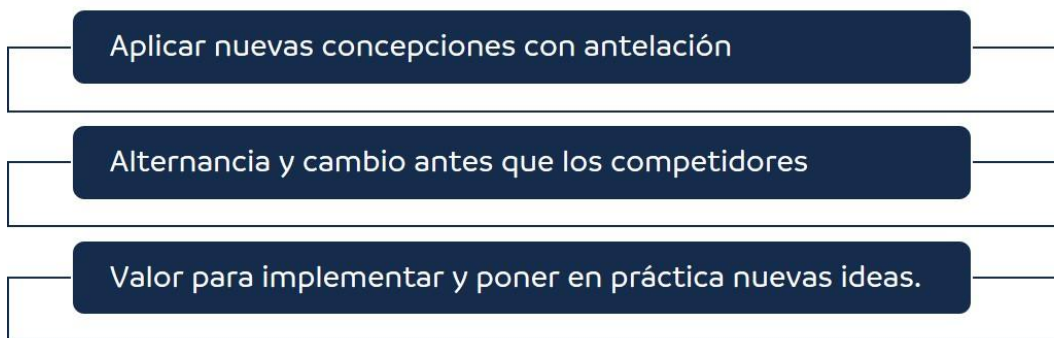 Aplicar nuevas concepciones con antelación
Alternancia y cambio antes que los competidores
Valor para implementar y poner en práctica nuevas ideas.